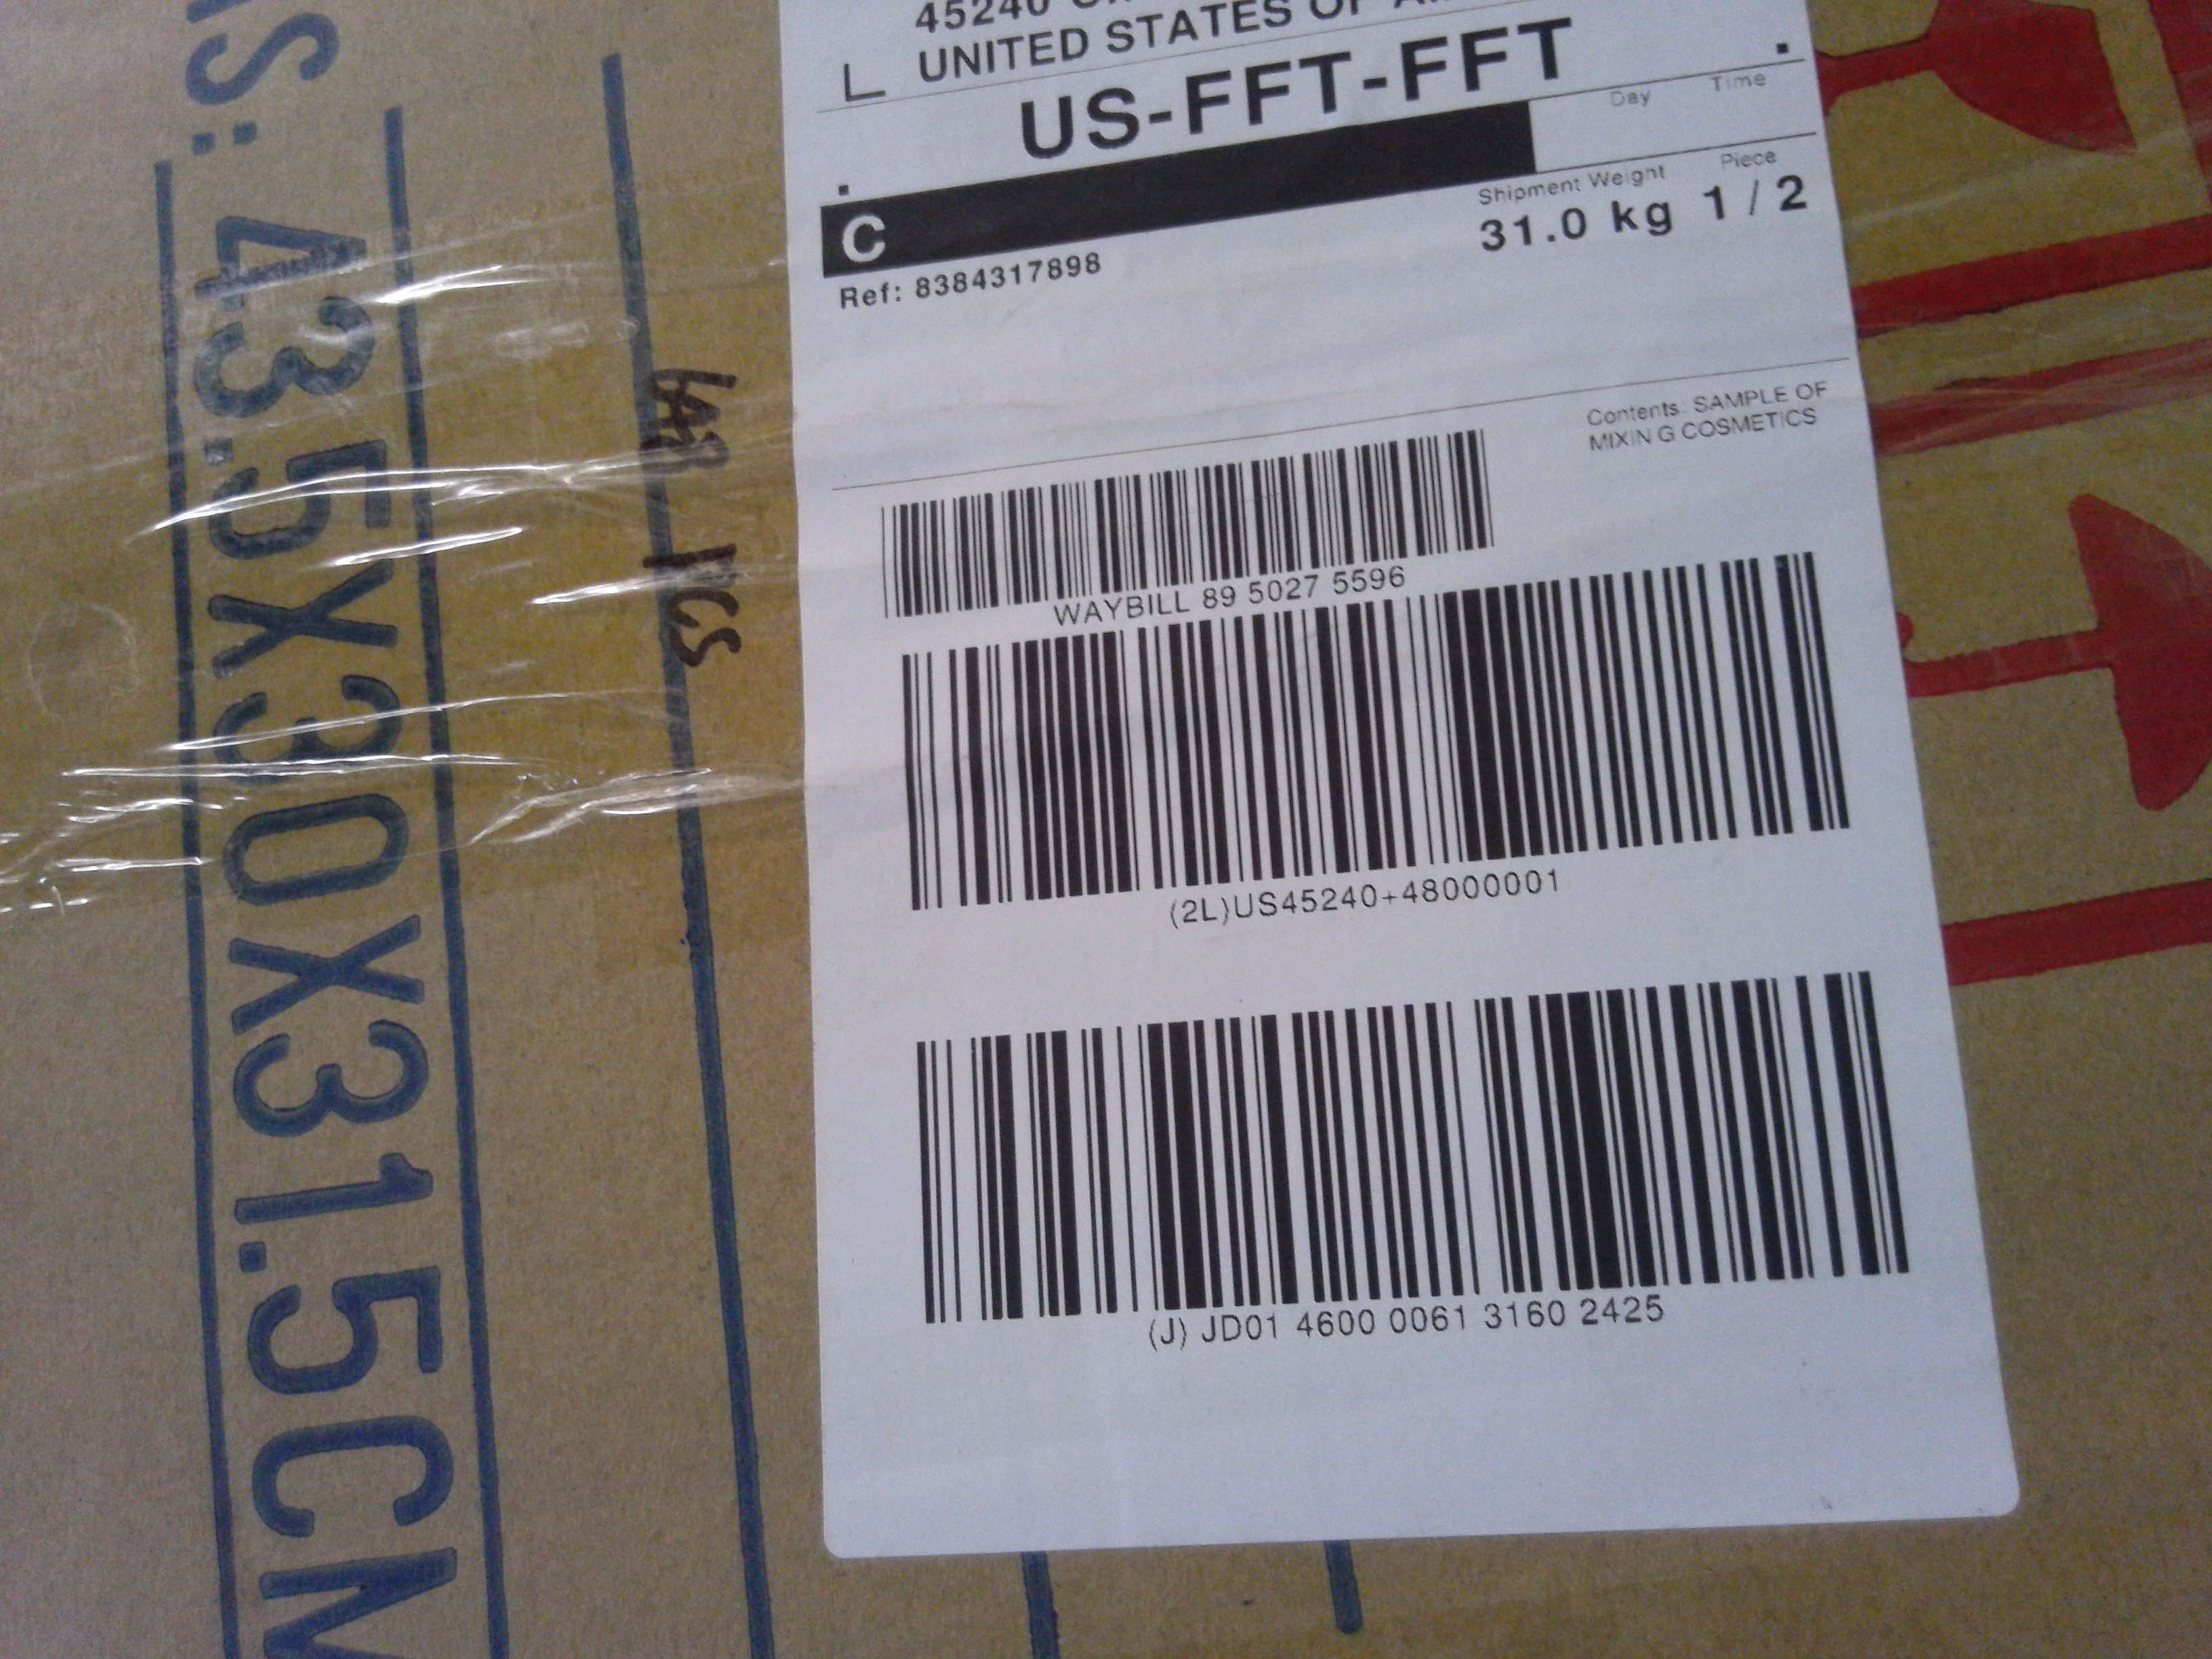 45240
UNITED STATES OF
US-FFT-FFT
Day Time
C
Ref: 8384317898
Shipment Weight Piece
31.0 kg 1 / 2
Contents: SAMPLE OF
MIXIN G COSMETICS
WAYBILL 89 5027 5596
(2L)US45240+48000001
(J) JD01 4600 0061 3160 2425
43.5X30X31.5CM
PCS